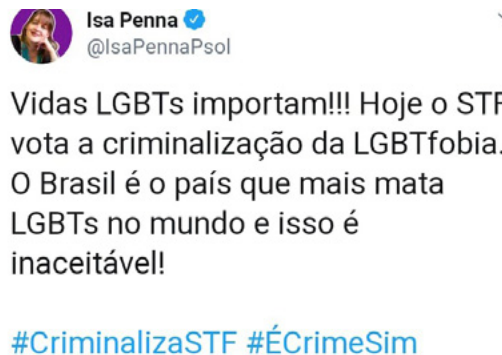 Isa Penna
@IsaPennaPsol
Vidas LGBTs importam!!! Hoje o STF
vota a criminalização da LGBTfobia.
O Brasil é o país que mais mata
LGBTs no mundo e isso é
inaceitável!
#CriminalizaSTF #ÉCrimeSim